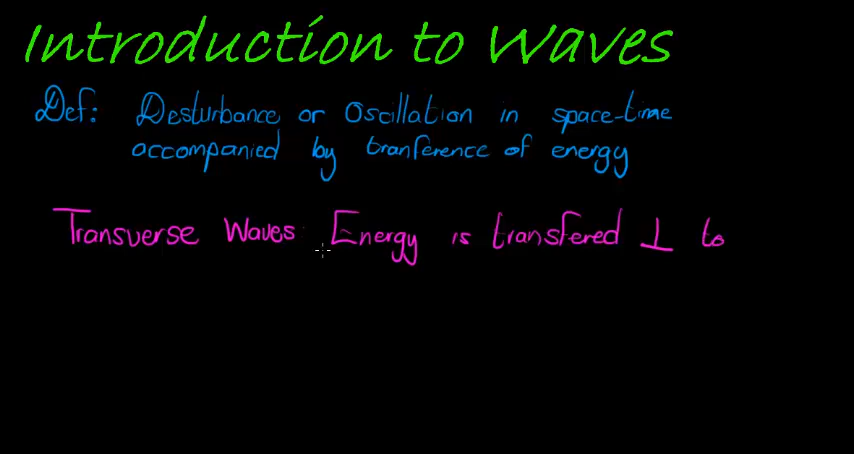 Introduction to Waves
Def: Desturbance or Oscillation in space-time
accompanied by tranference of energy
Transverse Waves Energy is transfered ⊥ to